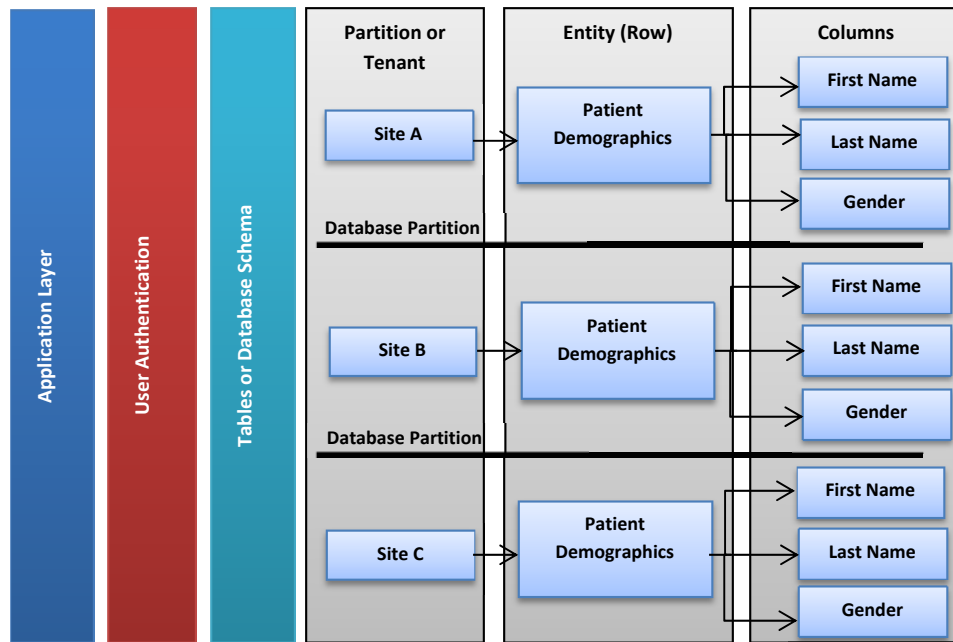 Application Layer
User Authentication
Tables or Database Schema
Partition or
Tenant
Entity (Row)
Columns
Site A
Patient
Demographics
First Name
Last Name
Gender
Database Partition
Site B
Patient
Demographics
First Name
Last Name
Gender
Database Partition
Site C
Patient
Demographics
First Name
Last Name
Gender